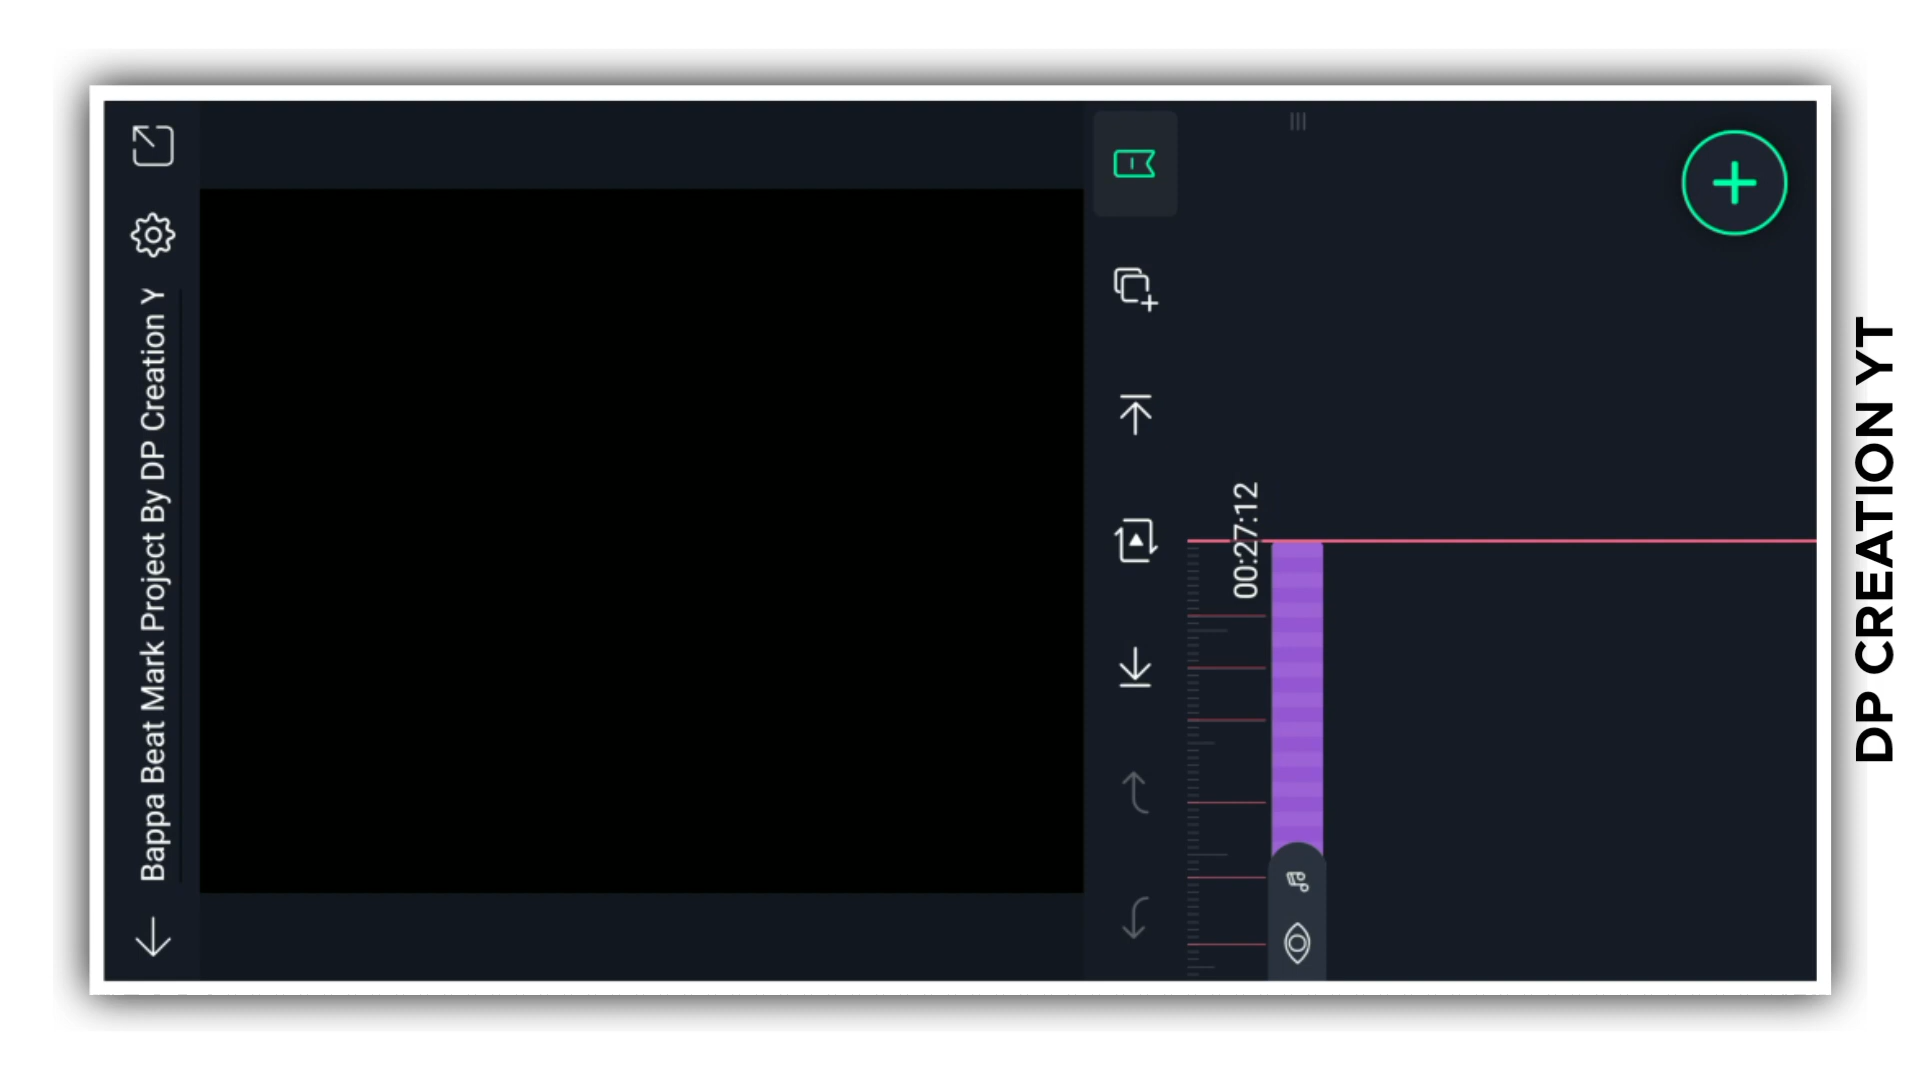 Bappa Beat Mark Project By DP Creation Y
00:27:12
DP CREATION YT